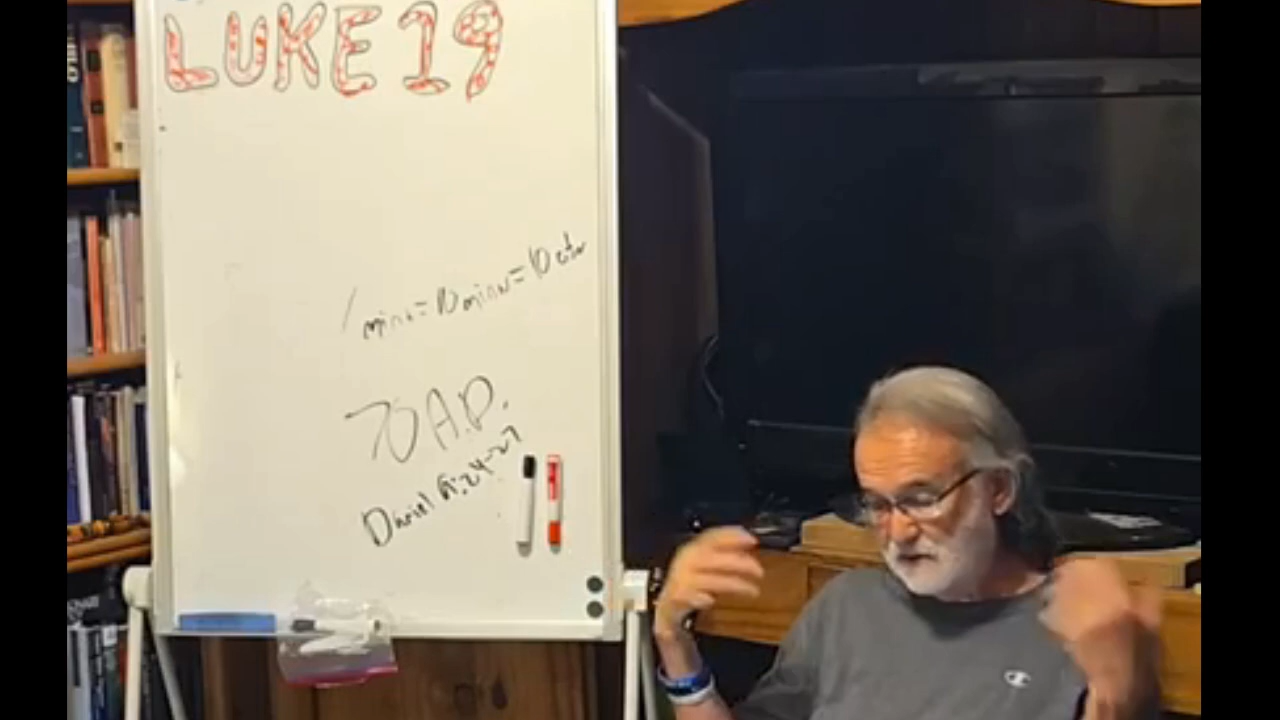 LUKE 19
1 mina = 10 minas = 10 cities
70 A.D.
Daniel 9:24-27